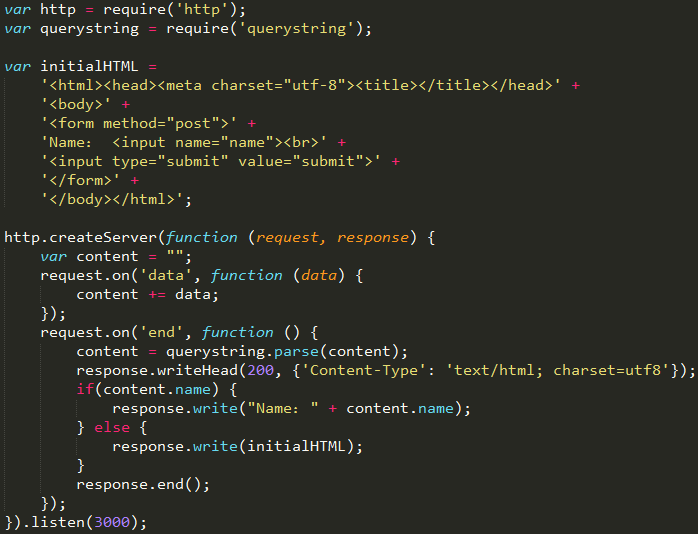 var http = require('http');
var querystring = require('querystring');
var initialHTML =
'<html><head><meta charset="utf-8"><title></title></head>' +
'<body>' +
'<form method="post">' +
'Name： <input name="name"><br>' +
'<input type="submit" value="submit">' +
'</form>' +
'</body></html>';
http.createServer(function (request, response) {
var content = "";
request.on('data', function (data) {
content += data;
});
request.on('end', function () {
content = querystring.parse(content);
response.writeHead(200, {'Content-Type': 'text/html; charset=utf8'});
if(content.name) {
response.write("Name：" + content.name);
} else {
response.write(initialHTML);
}
response.end();
});
}).listen(3000);